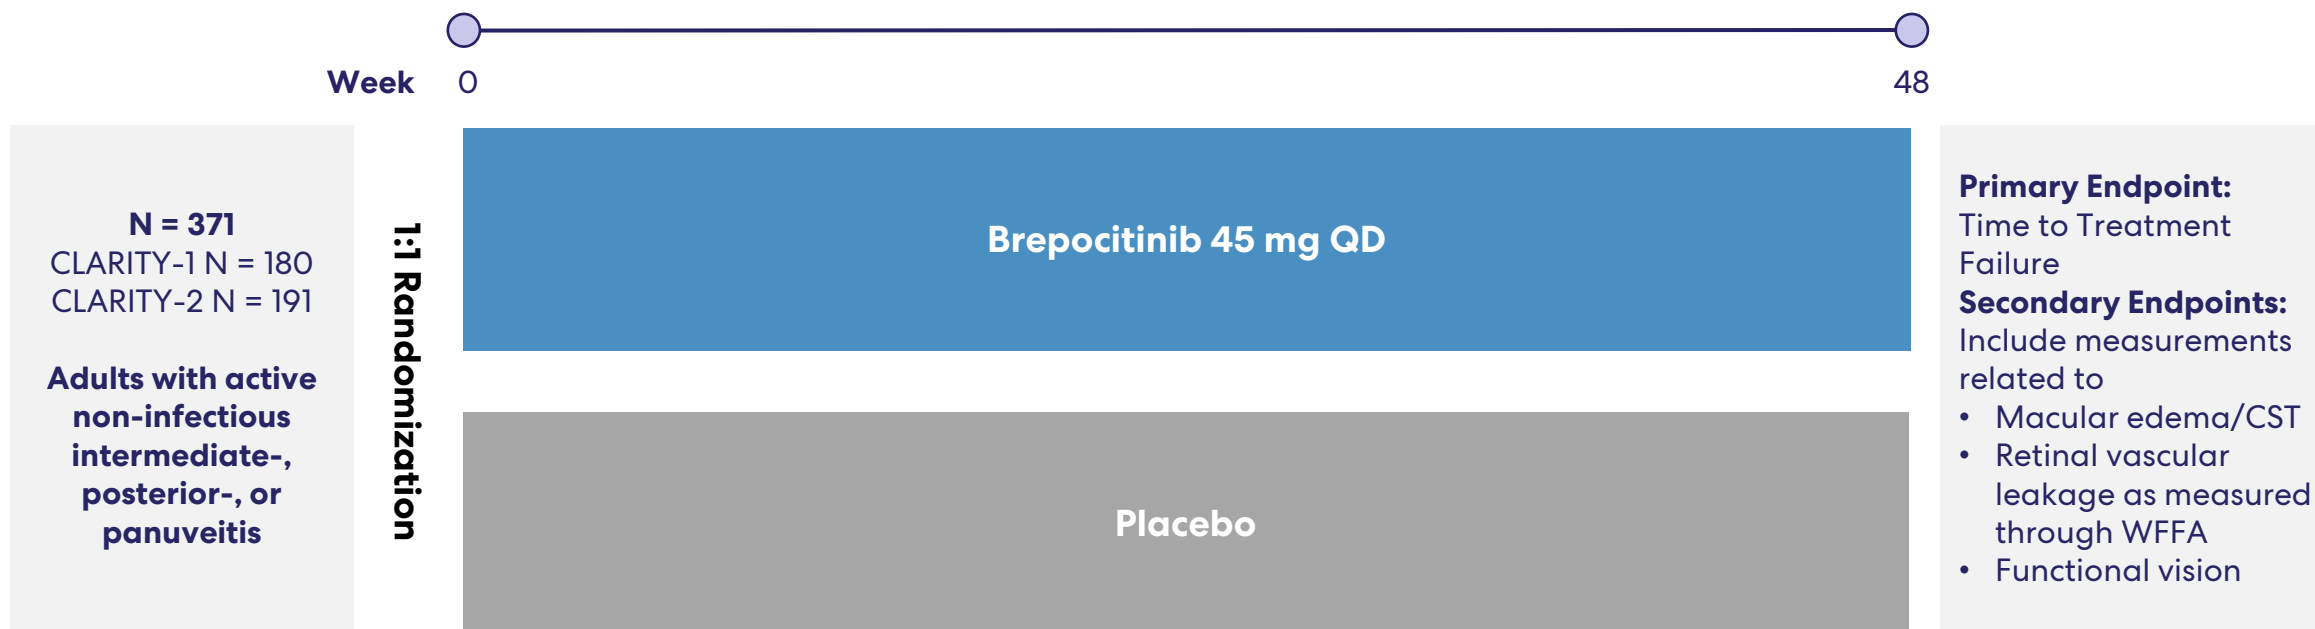 Week 0 48
N = 371
CLARITY-1 N = 180
CLARITY-2 N = 191
Adults with active
non-infectious
intermediate-,
posterior-, or
panuveitis
1:1 Randomization
Brepocitinib 45 mg QD
Placebo
Primary Endpoint:
Time to Treatment
Failure
Secondary Endpoints:
Include measurements
related to
• Macular edema/CST
• Retinal vascular
leakage as measured
through WFFA
• Functional vision